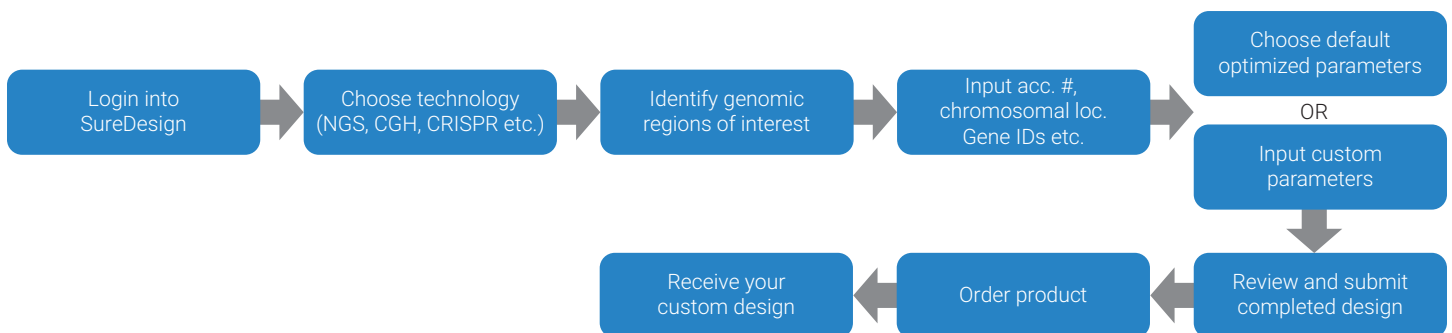 Login into
SureDesign
Choose technology
(NGS, CGH, CRISPR etc.)
Identify genomic
regions of interest
Input acc. #,
chromosomal loc.
Gene IDs etc.
Choose default
optimized parameters
OR
Input custom
parameters
Review and submit
completed design
Order product
Receive your
custom design